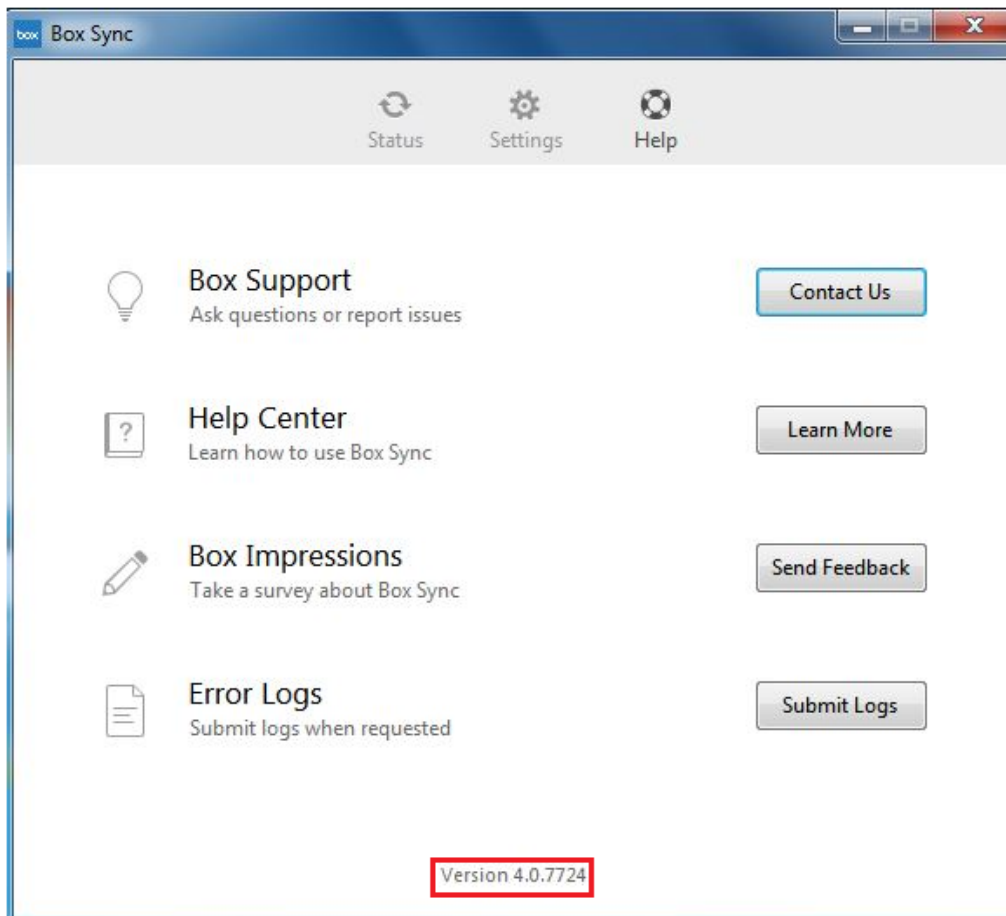 box Box Sync
Status Settings Help
Box Support
Ask questions or report issues
Contact Us
Help Center
Learn how to use Box Sync
Learn More
Box Impressions
Take a survey about Box Sync
Send Feedback
Error Logs
Submit logs when requested
Submit Logs
Version 4.0.7724